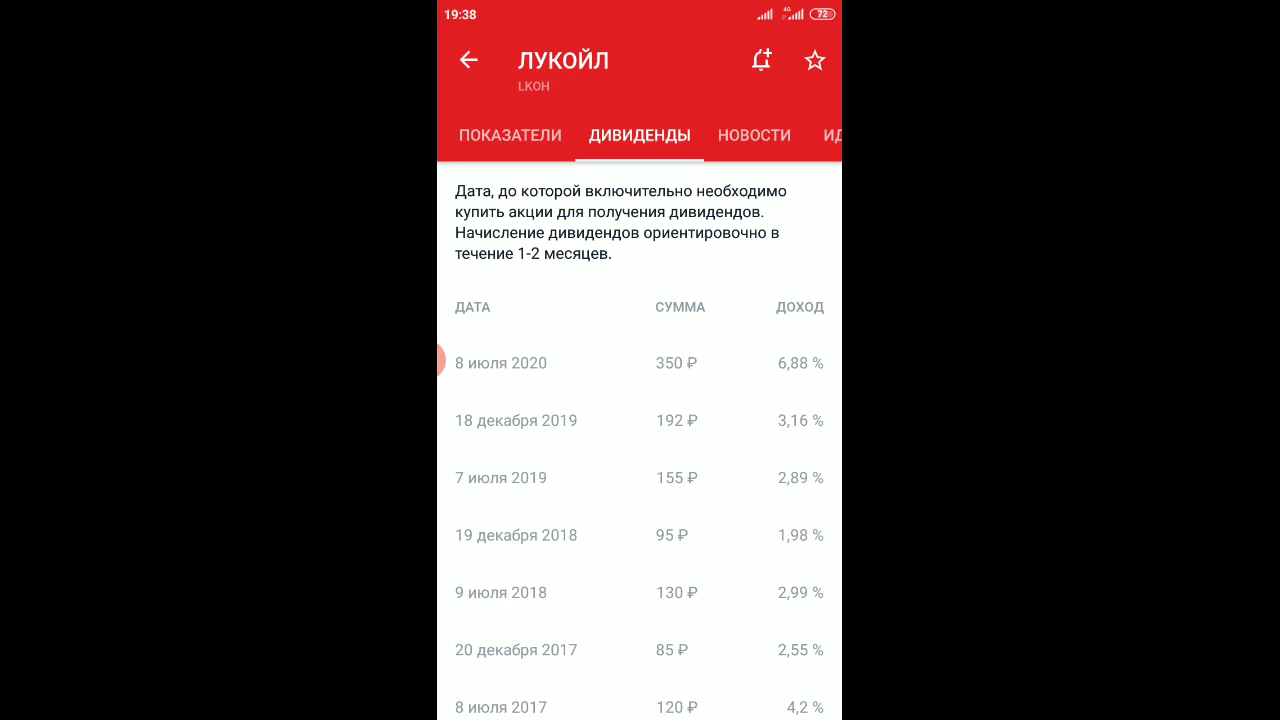 19:38
4G
72
ЛУКОЙЛ
LKOH
ПОКАЗАТЕЛИ ДИВИДЕНДЫ НОВОСТИ ИД
Дата, до которой включительно необходимо
купить акции для получения дивидендов.
Начисление дивидендов ориентировочно в
течение 1-2 месяцев.
ДАТА СУММА ДОХОД
8 июля 2020 350 ₽ 6,88 %
18 декабря 2019 192 ₽ 3,16 %
7 июля 2019 155 ₽ 2,89 %
19 декабря 2018 95 ₽ 1,98 %
9 июля 2018 130 ₽ 2,99 %
20 декабря 2017 85 ₽ 2,55 %
8 июля 2017 120 ₽ 4,2 %